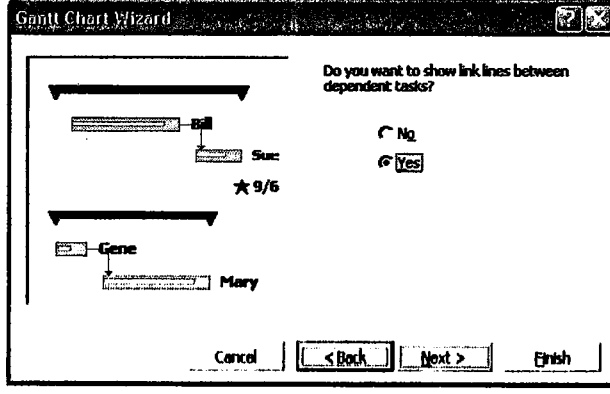 Gantt Chart Wizard
Do you want to show link lines between
dependent tasks?
No
Yes
Bill
Sue
9/6
Gene
Mary
Cancel
< Back
Next >
Finish